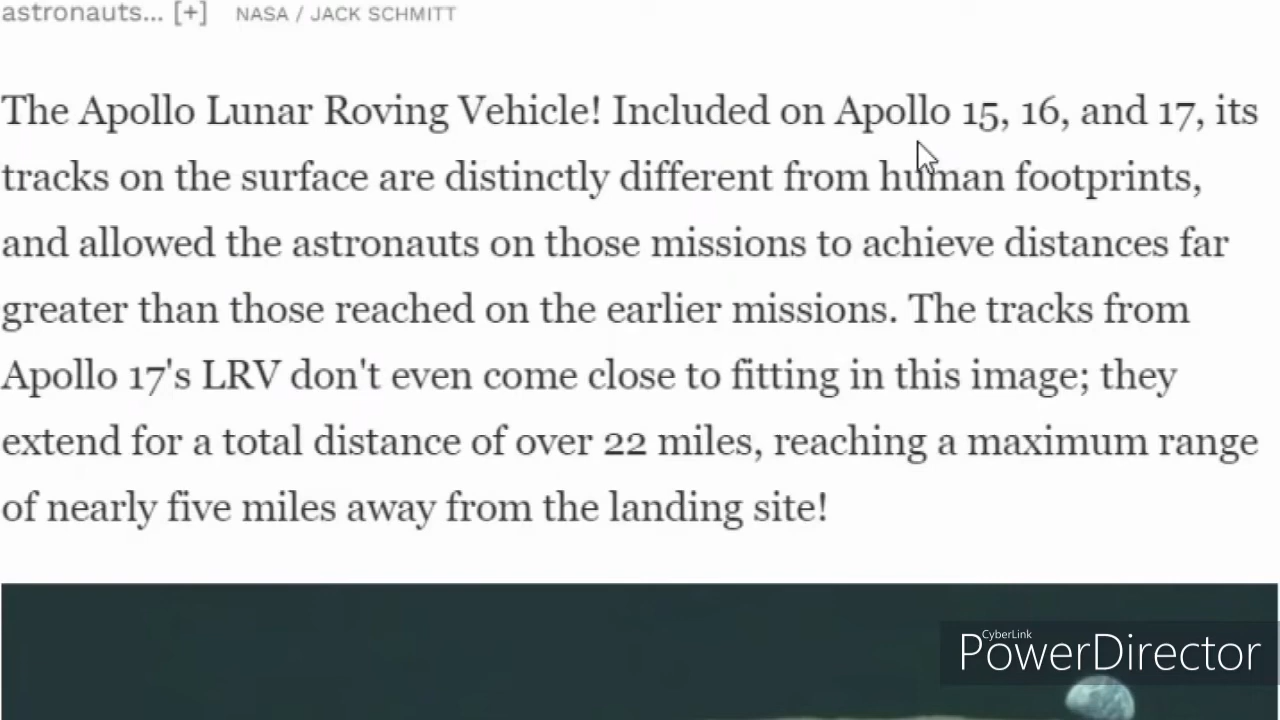 astronauts... [+] NASA / JACK SCHMITT
The Apollo Lunar Roving Vehicle! Included on Apollo 15, 16, and 17, its
tracks on the surface are distinctly different from human footprints,
and allowed the astronauts on those missions to achieve distances far
greater than those reached on the earlier missions. The tracks from
Apollo 17's LRV don't even come close to fitting in this image; they
extend for a total distance of over 22 miles, reaching a maximum range
of nearly five miles away from the landing site!
CyberLink
PowerDirector